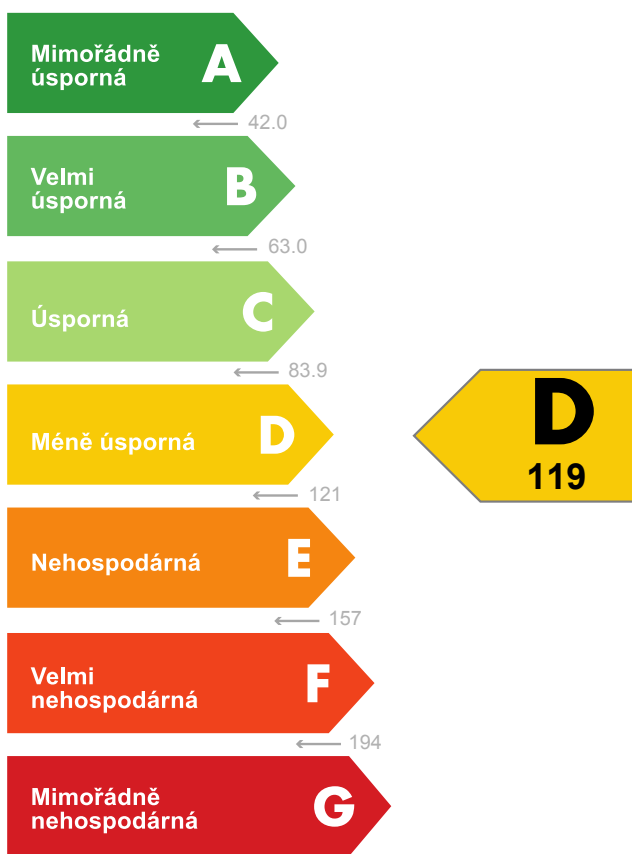 Mimořádně
úsporná
A
42.0
Velmi
úsporná
B
63.0
Úsporná
C
83.9
Méně úsporná
D
D
119
121
Nehospodárná
E
157
Velmi
nehospodárná
F
194
Mimořádně
nehospodárná
G